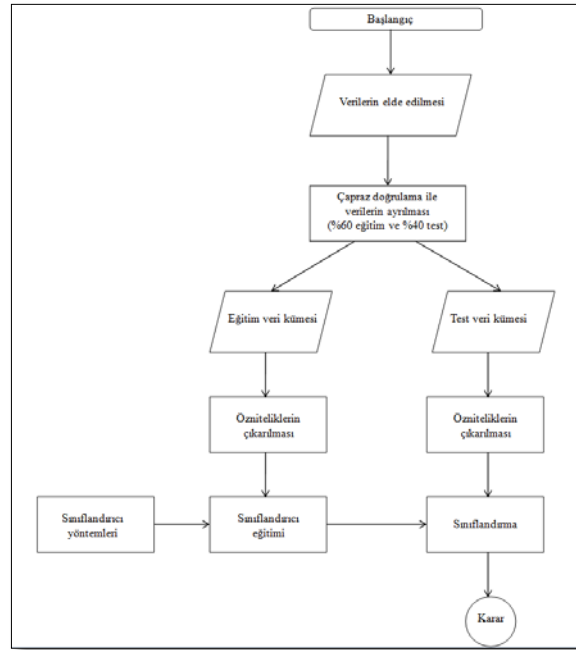 Başlangıç
Verilerin elde edilmesi
Çapraz doğrulama ile
verilerin ayrılması
(%60 eğitim ve %40 test)
Eğitim veri kümesi
Test veri kümesi
Özniteliklerin
çıkarılması
Özniteliklerin
çıkarılması
Sınıflandırıcı
yöntemleri
Sınıflandırıcı
eğitimi
Sınıflandırma
Karar